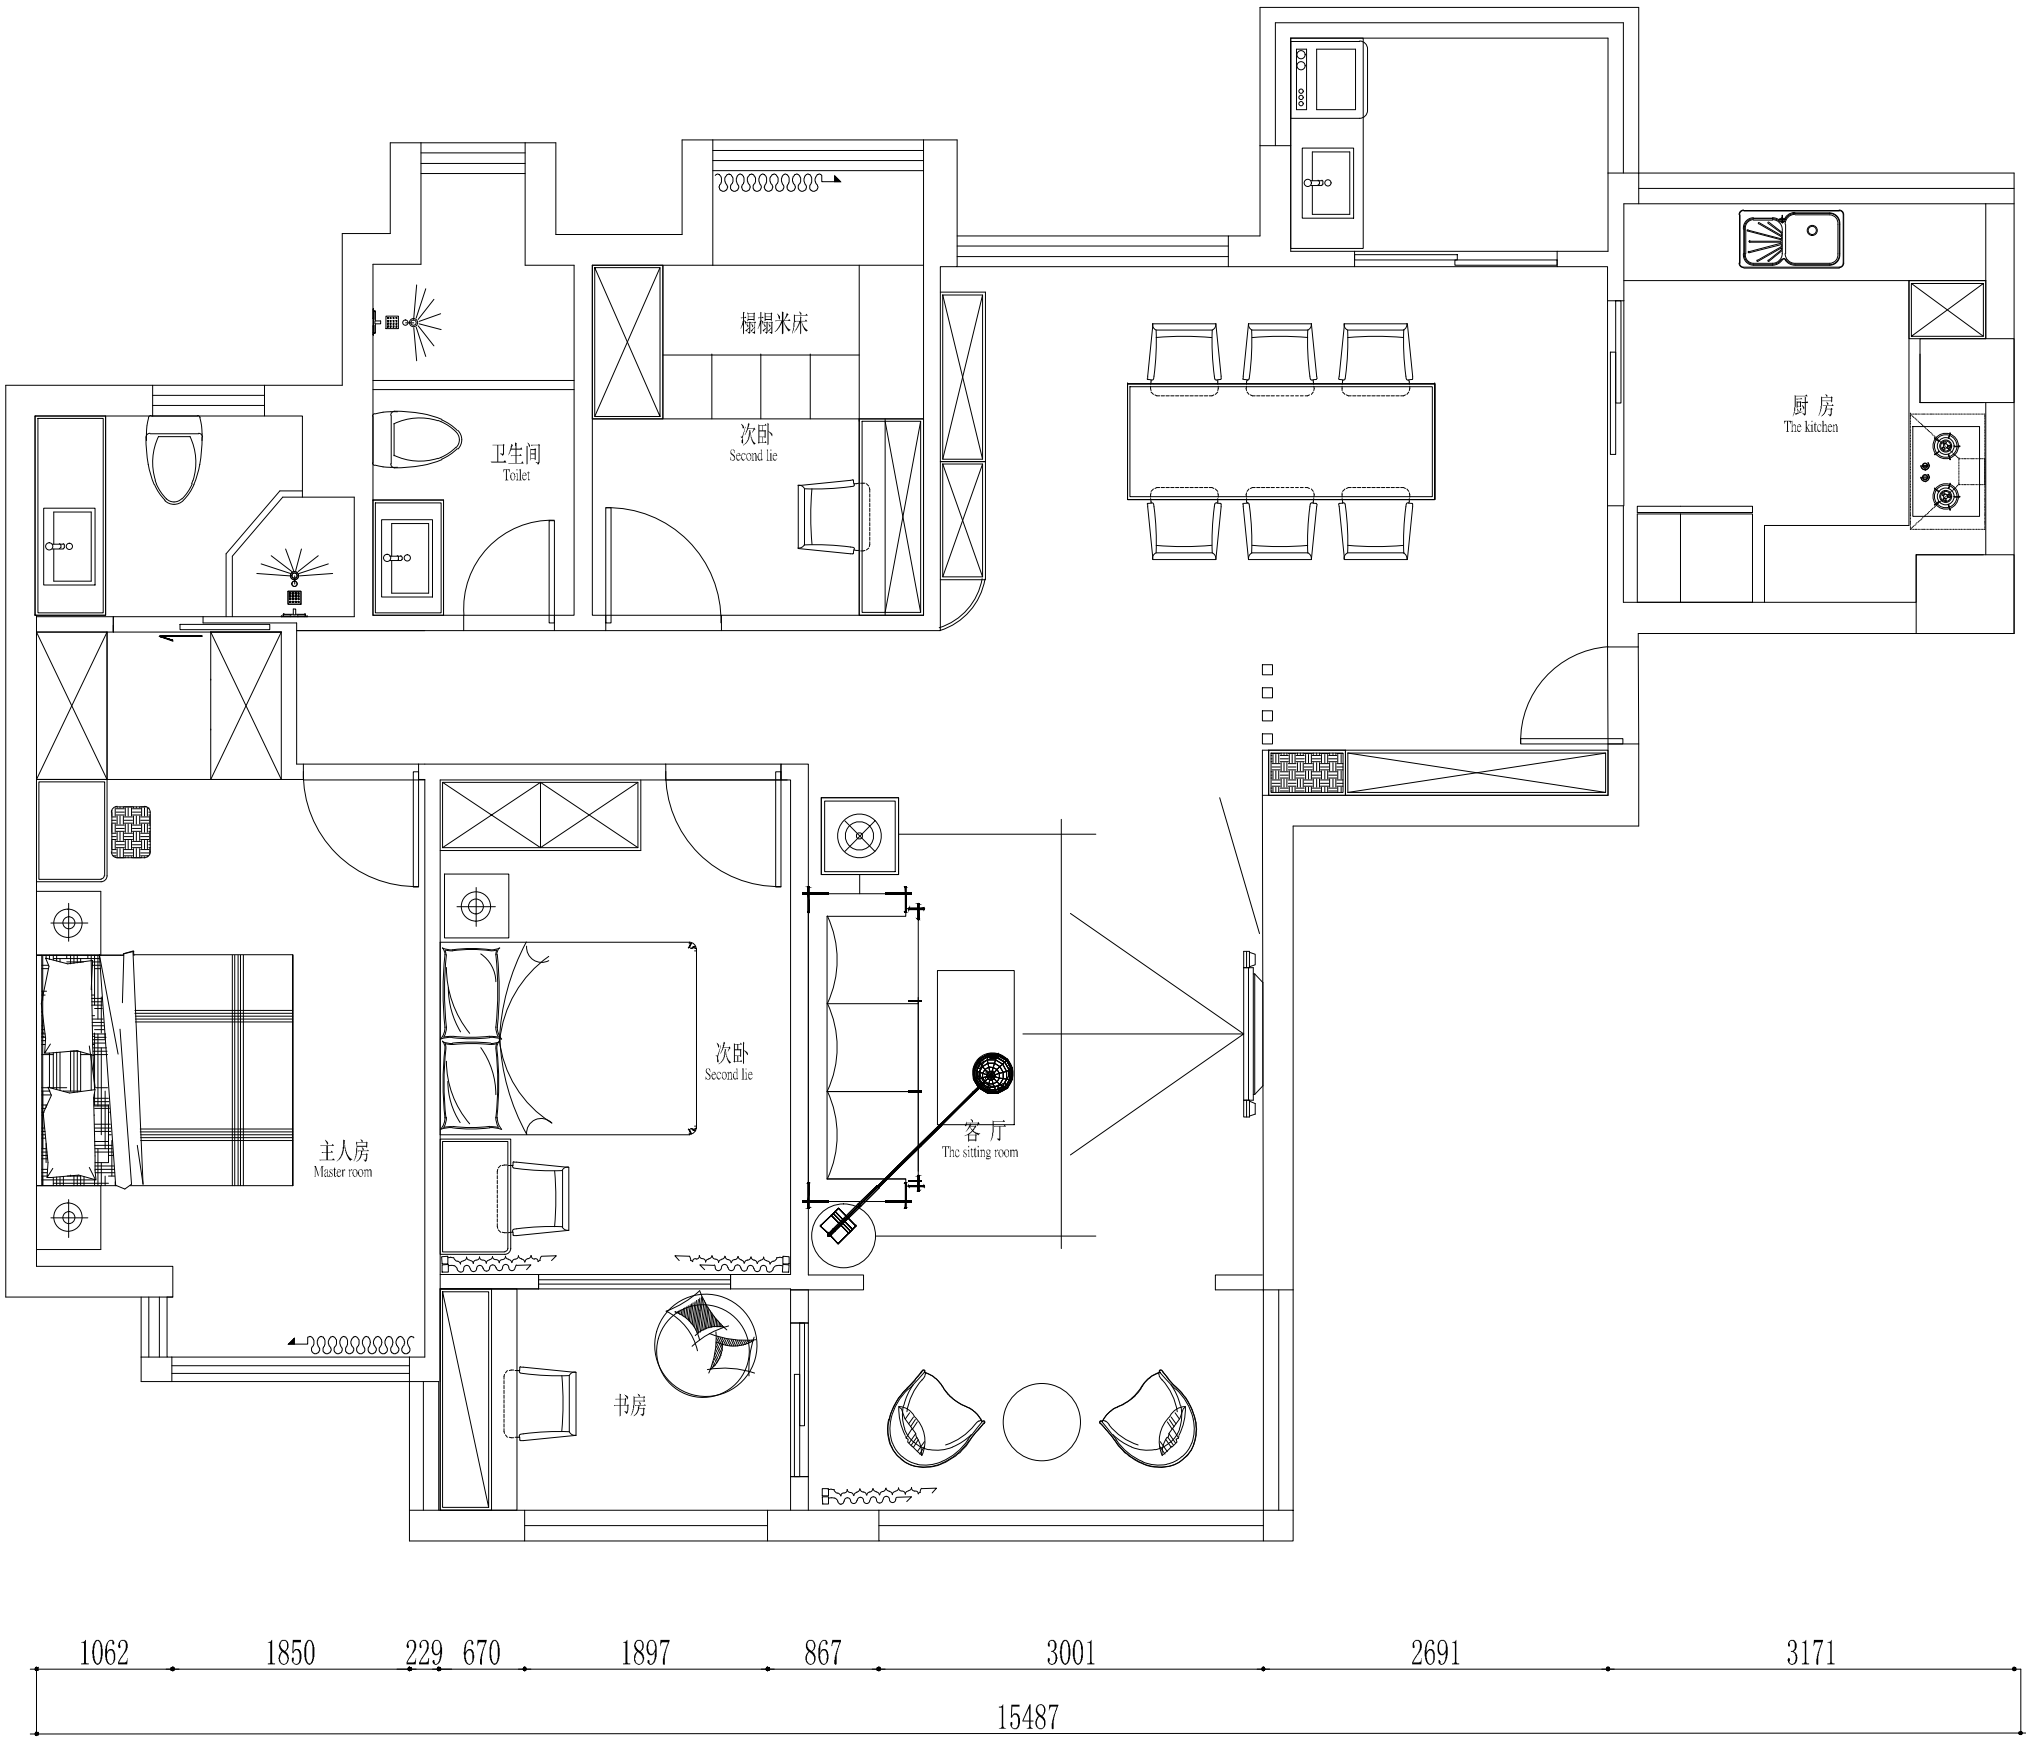 榻榻米床
厨 房
The kitchen
次卧
Second lie
卫生间
Toilet
次卧
Second lie
客 厅
The sitting room
主人房
Master room
书房
1062 1850 229 670 1897 867 3001 2691 3171
15487